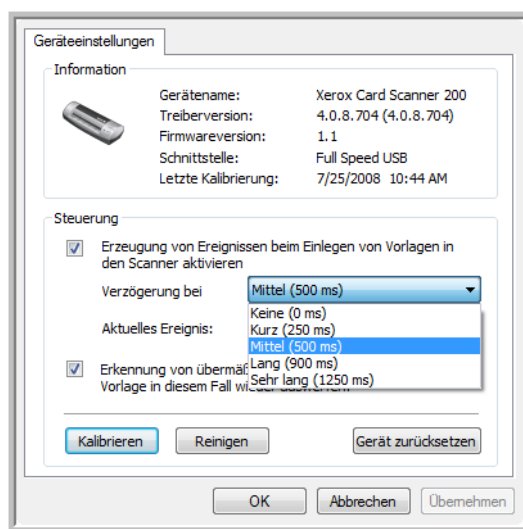 Geräteeinstellungen
Information
Gerätename: Xerox Card Scanner 200
Treiberversion: 4.0.8.704 (4.0.8.704)
Firmwareversion: 1.1
Schnittstelle: Full Speed USB
Letzte Kalibrierung: 7/25/2008 10:44 AM
Steuerung
Erzeugung von Ereignissen beim Einlegen von Vorlagen in
den Scanner aktivieren
Verzögerung bei Mittel (500 ms)
Keine (0 ms)
Aktuelles Ereignis: Kurz (250 ms)
Mittel (500 ms)
Lang (900 ms)
Erkennung von
Sehr lang (1250 ms)
Vorlage in diesem Fall
Kalibrieren Reinigen Gerät zurücksetzen
OK Abbrechen Übernehmen